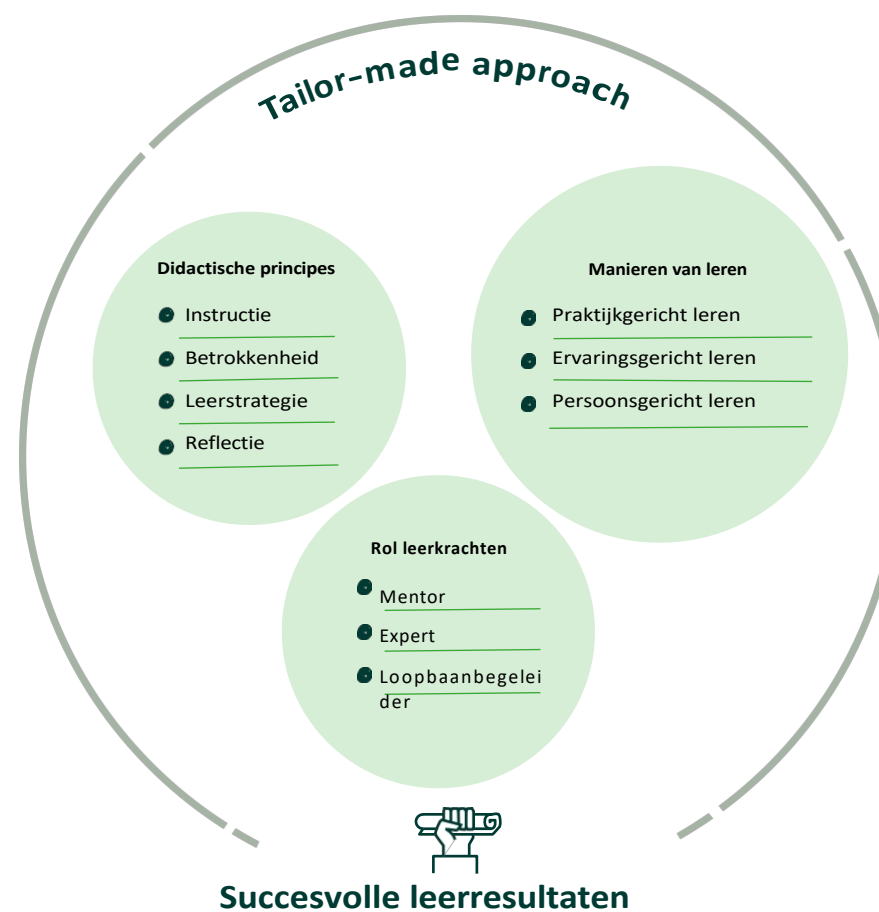 Tailor-made approach
Didactische principes
Instructie
Betrokkenheid
Leerstrategie
Reflectie
Manieren van leren
Praktijkgericht leren
Ervaringsgericht leren
Persoonsgericht leren
Rol leerkrachten
Mentor
Expert
Loopbaanbegelei
der
Succesvolle leerresultaten